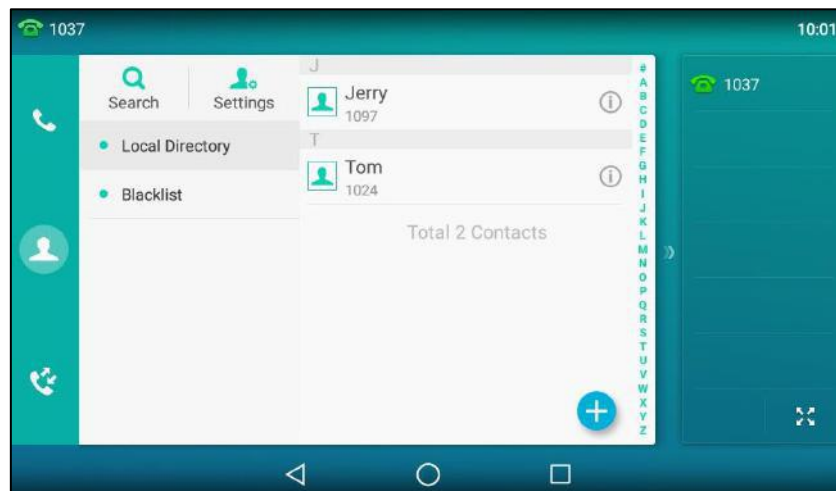 1037
10:01
Search
Settings
Local Directory
Blacklist
J
Jerry
1097
T
Tom
1024
Total 2 Contacts
#
A
B
C
D
E
F
G
H
I
J
K
L
M
N
O
P
Q
R
S
T
U
V
W
X
Y
Z
1037